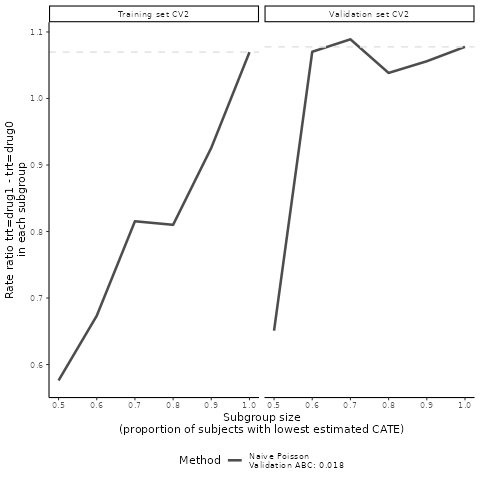 Training set CV2
Validation set CV2
Rate ratio trt=drug1 - trt=drug0
in each subgroup
1.1
1.0
0.9
0.8
0.7
0.6
0.5 0.6 0.7 0.8 0.9 1.0
0.5 0.6 0.7 0.8 0.9 1.0
Subgroup size
(proportion of subjects with lowest estimated CATE)
Method
Naive Poisson
Validation ABC: 0.018